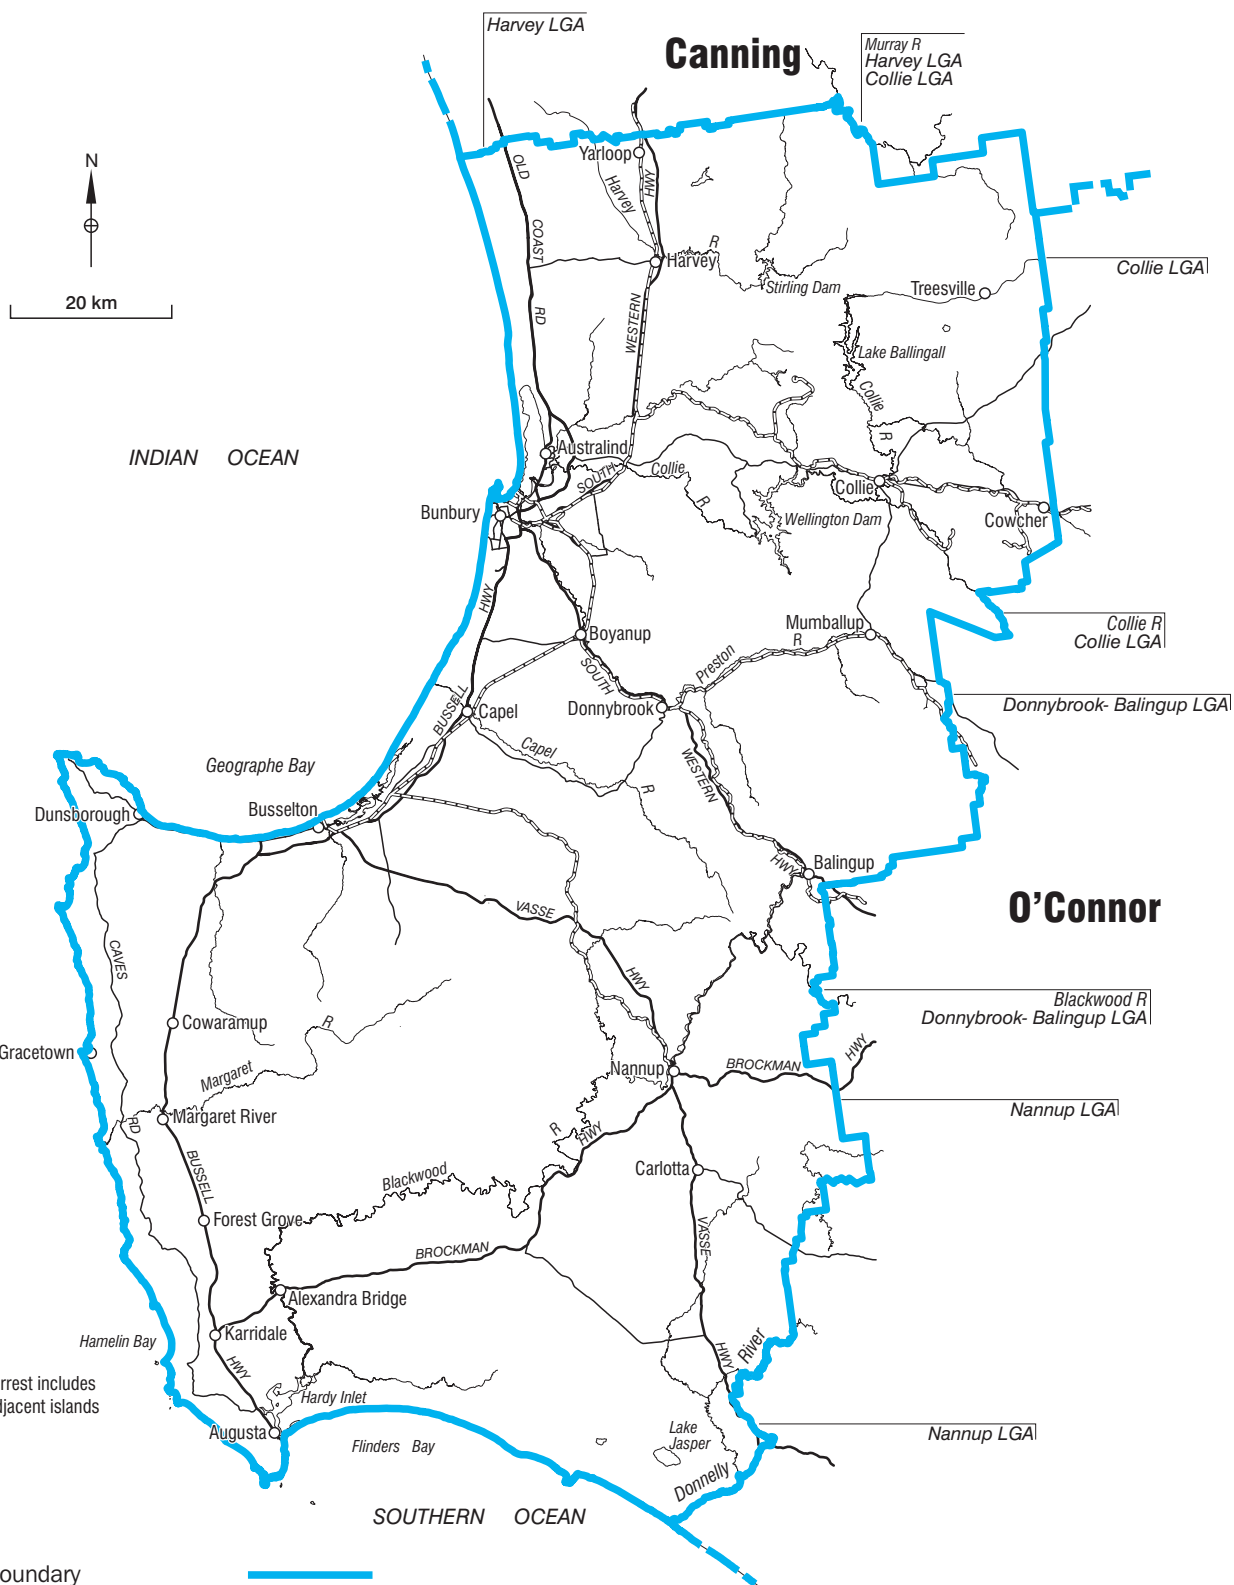 Harvey LGA
Canning
Murray R
Harvey LGA
Collie LGA
N
20 km
Yarloop
OLD
COAST
RD
Harvey
HWY
R
Harvey
WESTERN
Stirling Dam
Treesville
Collie LGA
Lake Ballingall
Collie
R
INDIAN OCEAN
Australind
SOUTH
Collie
R
Collie
Bunbury
Wellington Dam
Cowcher
HWY
Boyanup
Mumballup
R
Preston
Collie R
Collie LGA
SOUTH
Donnybrook
BUSSELL
Capel
Donnybrook- Balingup LGA
Capel
R
WESTERN
Geographe Bay
Dunsborough
Busselton
HWY
Balingup
O'Connor
VASSE
HWY
CAVES
RD
Cowaramup
R
Margaret
Gracetown
Margaret River
Blackwood R
Donnybrook- Balingup LGA
Nannup
BROCKMAN
HWY
Nannup LGA
R
HWY
BUSSELL
Blackwood
Carlotta
Forest Grove
BROCKMAN
VASSE
Alexandra Bridge
Hamelin Bay
Karridale
HWY
HWY
River
rrest includes
djacent islands
Hardy Inlet
Augusta
Flinders Bay
Lake
Jasper
Nannup LGA
Donnelly
SOUTHERN OCEAN
oundary